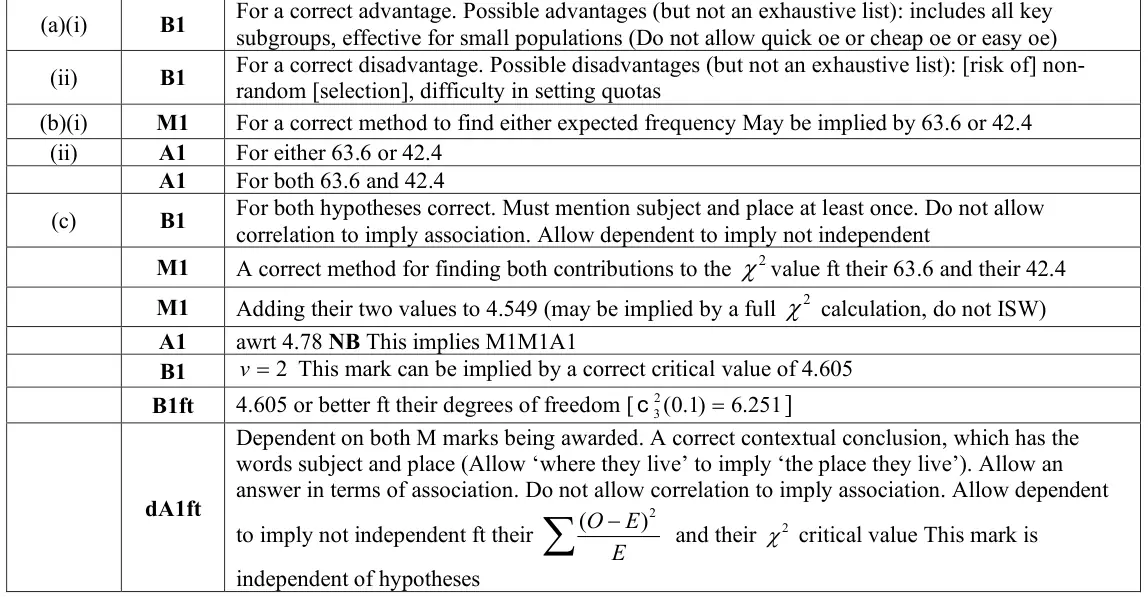 (a)(i) B1 For a correct advantage. Possible advantages (but not an exhaustive list): includes all key
subgroups, effective for small populations (Do not allow quick oe or cheap oe or easy oe)
(ii) B1 For a correct disadvantage. Possible disadvantages (but not an exhaustive list): [risk of] non-
random [selection], difficulty in setting quotas
(b)(i) M1 For a correct method to find either expected frequency May be implied by 63.6 or 42.4
(ii) A1 For either 63.6 or 42.4
A1 For both 63.6 and 42.4
(c) B1 For both hypotheses correct. Must mention subject and place at least once. Do not allow
correlation to imply association. Allow dependent to imply not independent
M1 A correct method for finding both contributions to the χ² value ft their 63.6 and their 42.4
M1 Adding their two values to 4.549 (may be implied by a full χ² calculation, do not ISW)
A1 awrt 4.78 NB This implies M1M1A1
B1 v = 2 This mark can be implied by a correct critical value of 4.605
B1ft 4.605 or better ft their degrees of freedom [c²₃(0.1) = 6.251]
dA1ft Dependent on both M marks being awarded. A correct contextual conclusion, which has the
words subject and place (Allow ‘where they live’ to imply ‘the place they live’). Allow an
answer in terms of association. Do not allow correlation to imply association. Allow dependent
to imply not independent ft their ∑(O − E)²/E and their χ² critical value This mark is
independent of hypotheses